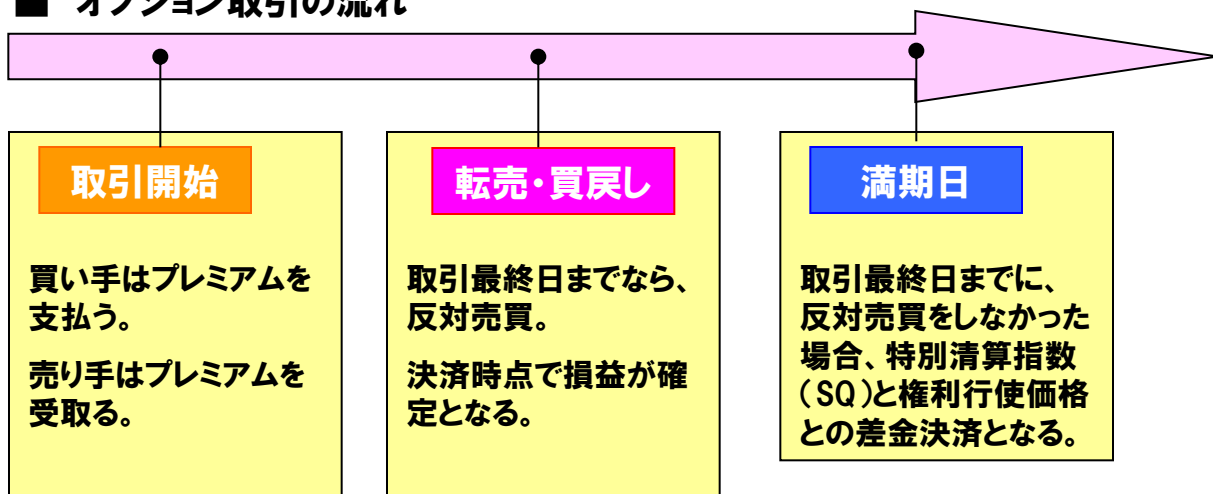 ■ オプション取引の流れ
取引開始
買い手はプレミアムを
支払う。
売り手はプレミアムを
受取る。
転売・買戻し
取引最終日までなら、
反対売買。
決済時点で損益が確
定となる。
満期日
取引最終日までに、
反対売買をしなかった
場合、特別清算指数
(SQ)と権利行使価格
との差金決済となる。